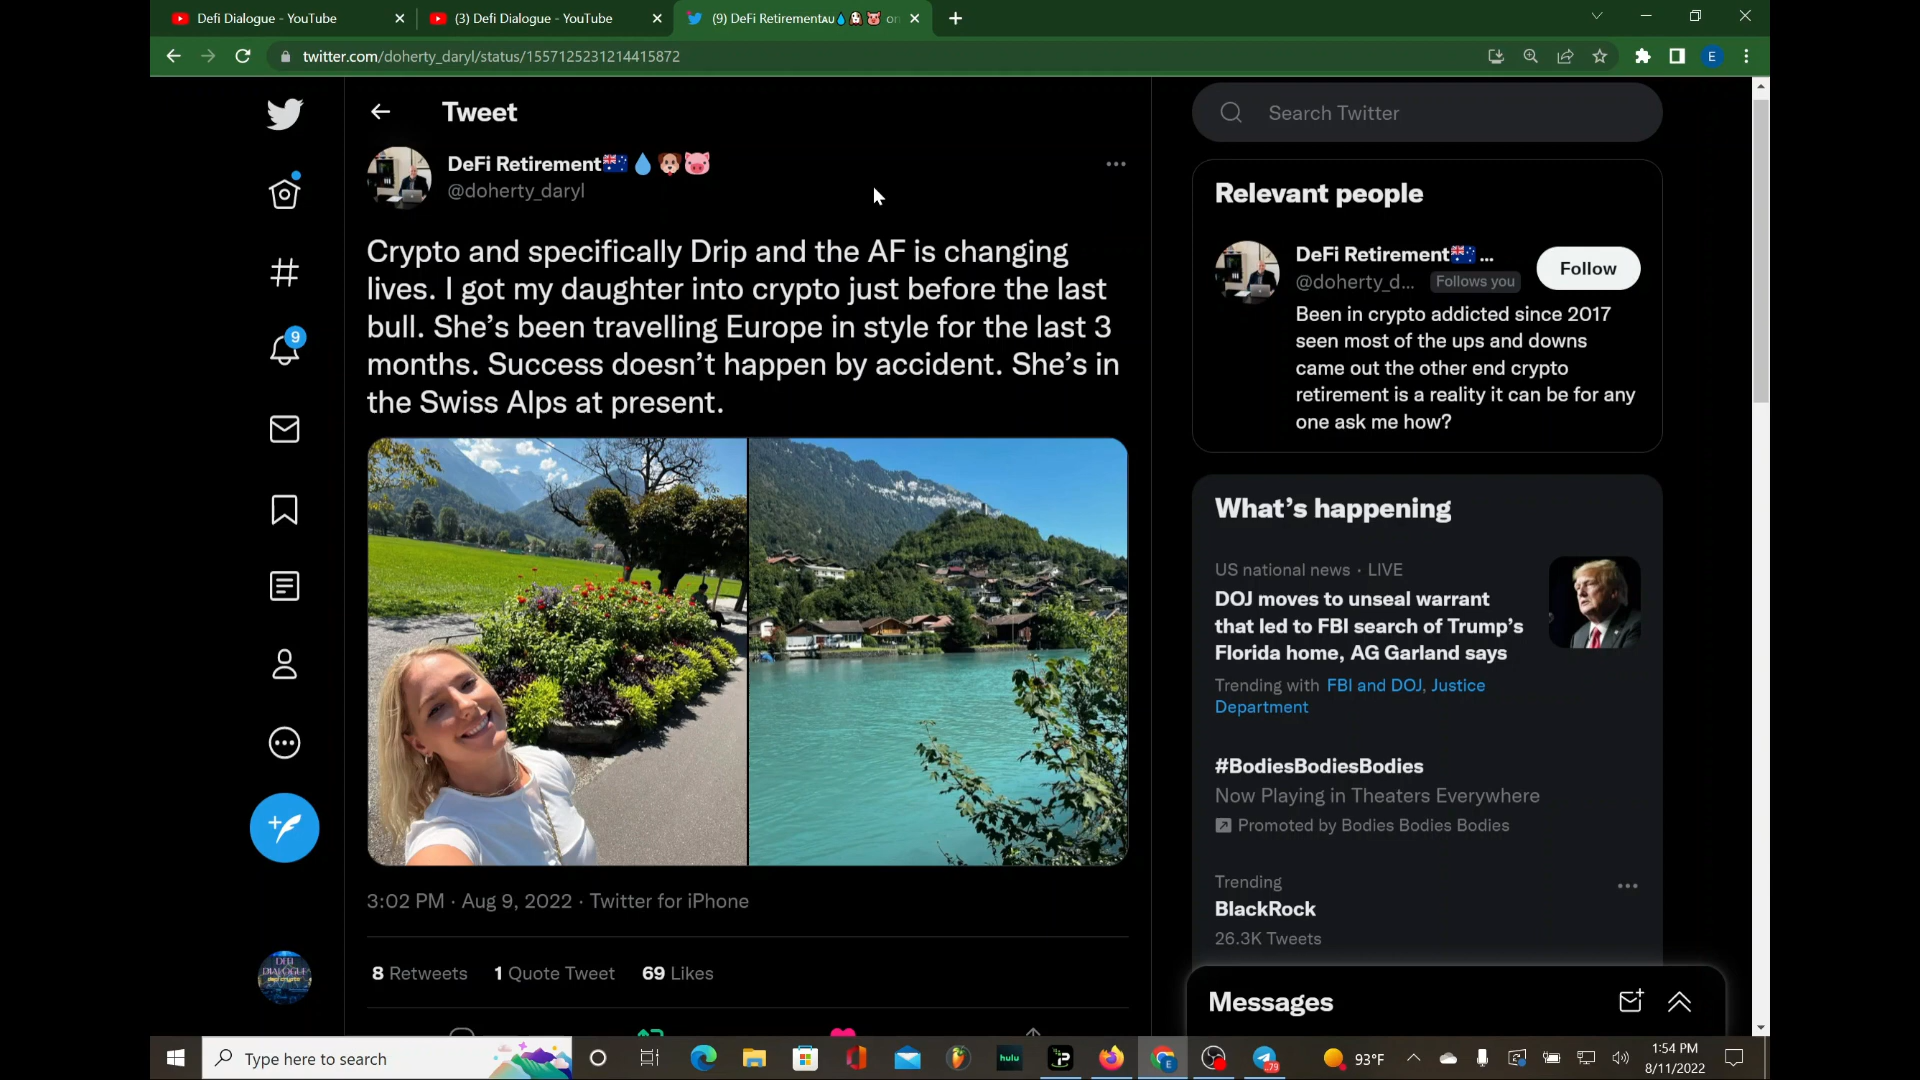 Defi Dialogue - YouTube
(3) Defi Dialogue - YouTube
(9) DeFi Retirement🇦🇺💧🐶🐷 on
twitter.com/doherty_daryl/status/1557125231214415872
E
Tweet
Search Twitter
DeFi Retirement🇦🇺💧🐶🐷
@doherty_daryl
Crypto and specifically Drip and the AF is changing
lives. I got my daughter into crypto just before the last
bull. She’s been travelling Europe in style for the last 3
months. Success doesn’t happen by accident. She’s in
the Swiss Alps at present.
3:02 PM · Aug 9, 2022 · Twitter for iPhone
8 Retweets 1 Quote Tweet 69 Likes
9
DEFI
DIALOGUE
Relevant people
DeFi Retirement🇦🇺 ...
@doherty_d... Follows you
Follow
Been in crypto addicted since 2017
seen most of the ups and downs
came out the other end crypto
retirement is a reality it can be for any
one ask me how?
What’s happening
US national news · LIVE
DOJ moves to unseal warrant
that led to FBI search of Trump’s
Florida home, AG Garland says
Trending with FBI and DOJ, Justice
Department
#BodiesBodiesBodies
Now Playing in Theaters Everywhere
Promoted by Bodies Bodies Bodies
Trending
BlackRock
26.3K Tweets
Messages
Type here to search
hulu
E
79
93°F
1:54 PM
8/11/2022